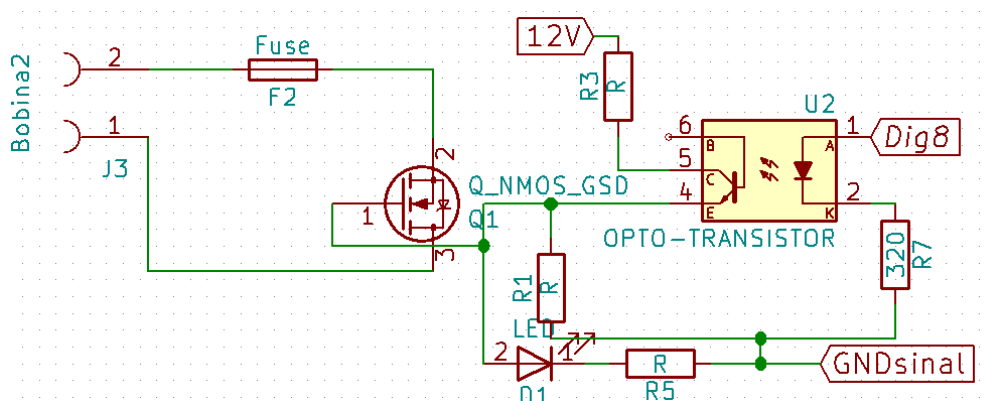 Bobina2
2
1
J3
Fuse
F2
12V
R3
R
U2
6
B
5
C
4
E
A
1
K
2
Dig8
OPTO-TRANSISTOR
2
Q_NMOS_GSD
1
Q1
3
R1
R
320
R7
LED
2
1
D1
R
R5
GNDsinal